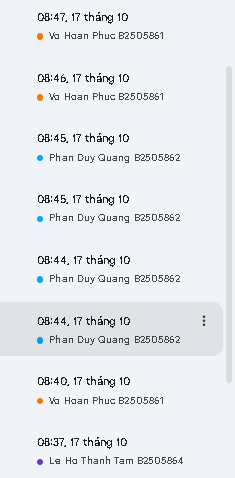 08:47, 17 tháng 10
Vo Hoan Phuc B2505861
08:46, 17 tháng 10
Vo Hoan Phuc B2505861
08:45, 17 tháng 10
Phan Duy Quang B2505862
08:45, 17 tháng 10
Phan Duy Quang B2505862
08:44, 17 tháng 10
Phan Duy Quang B2505862
08:44, 17 tháng 10
Phan Duy Quang B2505862
08:40, 17 tháng 10
Vo Hoan Phuc B2505861
08:37, 17 tháng 10
Le Ho Thanh Tam B2505864